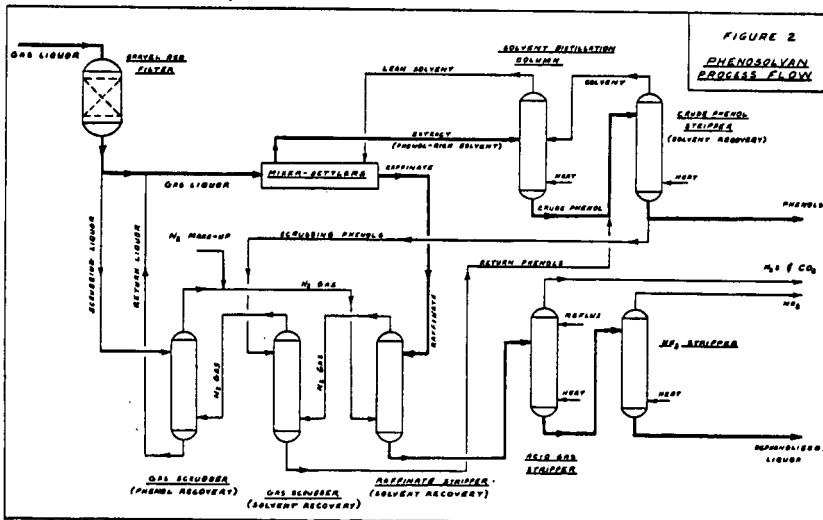 FIGURE 2
PHENOSOLVAN
PROCESS FLOW
GAS LIQUOR
GRAVEL BED
FILTER
SOLVENT DISTILLATION
COLUMN
LEAN SOLVENT
SOLVENT
EXTRACT
(PHENOL-RICH SOLVENT)
CRUDE PHENOL
STRIPPER
(SOLVENT RECOVERY)
RAFFINATE
GAS LIQUOR
MIXER-SETTLERS
HEAT
HEAT
CRUDE PHENOL
PHENOLS
SCRUBBING LIQUOR
RETURN LIQUOR
N2 MAKE-UP
SCRUBBING PHENOLS
RETURN PHENOLS
N2 GAS
RAFFINATE
H2S & CO2
NH3
REFLUX
NH3 STRIPPER
N2 GAS
N2 GAS
HEAT
HEAT
DEPHENOLISED
LIQUOR
GAS SCRUBBER
(PHENOL RECOVERY)
GAS SCRUBBER
(SOLVENT RECOVERY)
RAFFINATE STRIPPER
(SOLVENT RECOVERY)
ACID GAS
STRIPPER